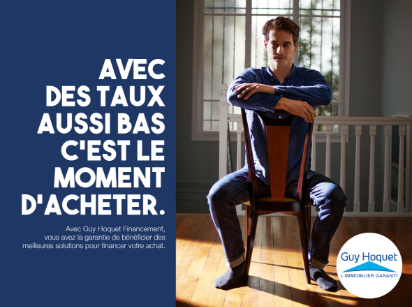 AVEC
DES TAUX
AUSSI BAS
C'EST LE
MOMENT
D'ACHETER.
Avec Guy Hoquet Financement,
vous avez la garantie de bénéficier des
meilleures solutions pour financer votre achat.
Guy Hoquet
L'IMMOBILIER GARANTI